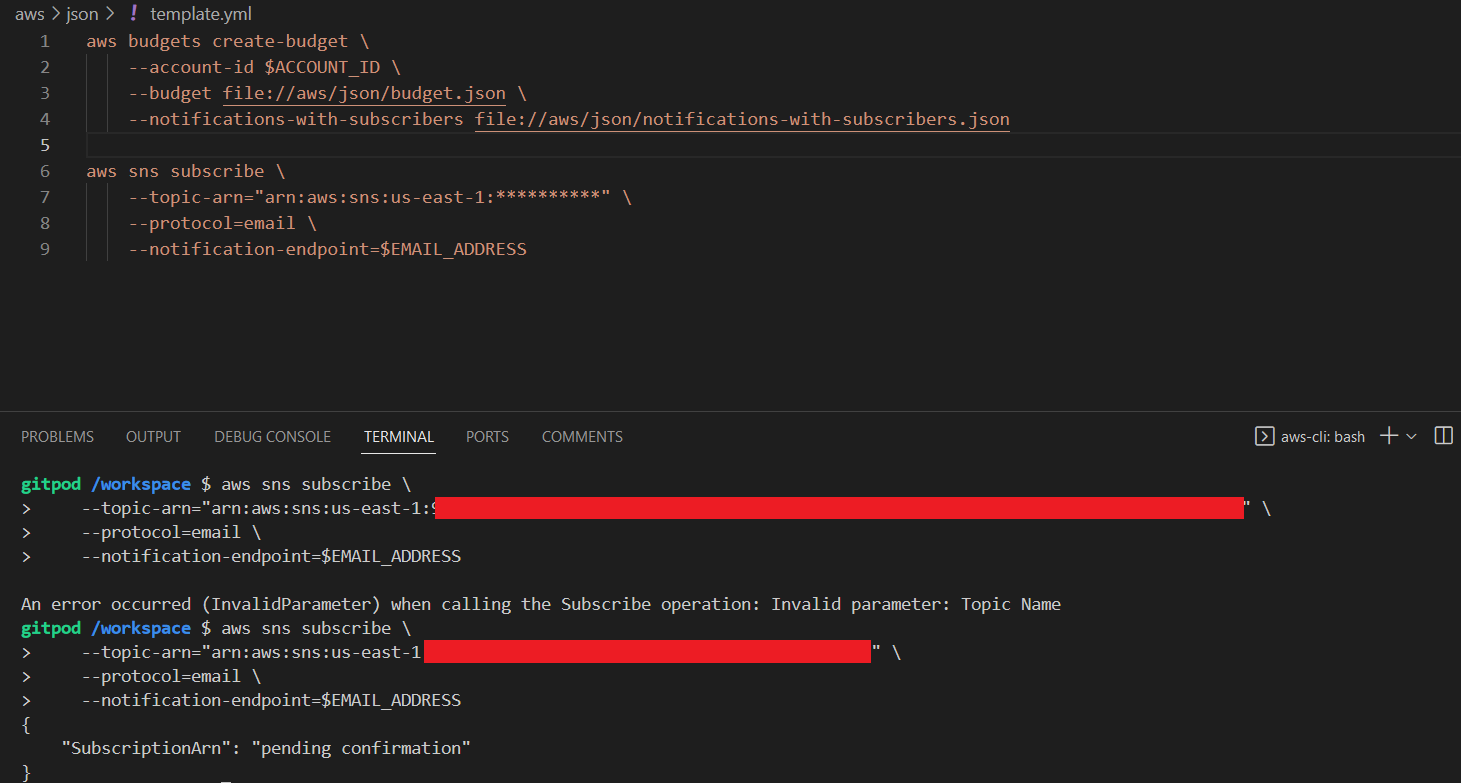 aws > json > ! template.yml
1 aws budgets create-budget \
2 --account-id $ACCOUNT_ID \
3 --budget file://aws/json/budget.json \
4 --notifications-with-subscribers file://aws/json/notifications-with-subscribers.json
5
6 aws sns subscribe \
7 --topic-arn="arn:aws:sns:us-east-1:**********" \
8 --protocol=email \
9 --notification-endpoint=$EMAIL_ADDRESS
PROBLEMS OUTPUT DEBUG CONSOLE TERMINAL PORTS COMMENTS aws-cli: bash
gitpod /workspace $ aws sns subscribe \
> --topic-arn="arn:aws:sns:us-east-1: " \
> --protocol=email \
> --notification-endpoint=$EMAIL_ADDRESS
An error occurred (InvalidParameter) when calling the Subscribe operation: Invalid parameter: Topic Name
gitpod /workspace $ aws sns subscribe \
> --topic-arn="arn:aws:sns:us-east-1 " \
> --protocol=email \
> --notification-endpoint=$EMAIL_ADDRESS
{
"SubscriptionArn": "pending confirmation"
}